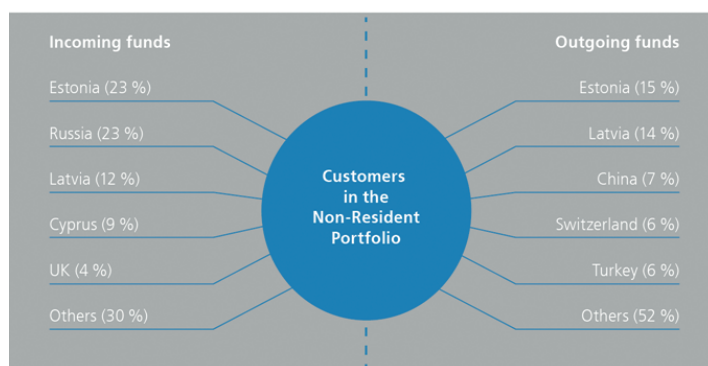 Incoming funds
Estonia (23 %)
Russia (23 %)
Latvia (12 %)
Cyprus (9 %)
UK (4 %)
Others (30 %)
Customers
in the
Non-Resident
Portfolio
Outgoing funds
Estonia (15 %)
Latvia (14 %)
China (7 %)
Switzerland (6 %)
Turkey (6 %)
Others (52 %)